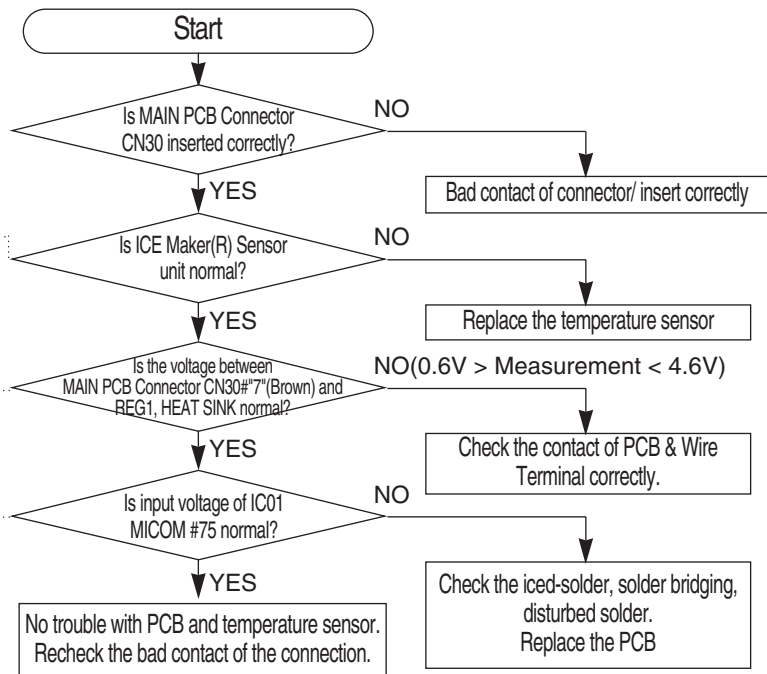 Start
Is MAIN PCB Connector
CN30 inserted correctly?
NO
Bad contact of connector/ insert correctly
YES
Is ICE Maker(R) Sensor
unit normal?
NO
Replace the temperature sensor
YES
Is the voltage between
MAIN PCB Connector CN30#"7"(Brown) and
REG1, HEAT SINK normal?
NO(0.6V > Measurement < 4.6V)
Check the contact of PCB & Wire
Terminal correctly.
YES
Is input voltage of IC01
MICOM #75 normal?
NO
Check the iced-solder, solder bridging,
disturbed solder.
Replace the PCB
YES
No trouble with PCB and temperature sensor.
Recheck the bad contact of the connection.